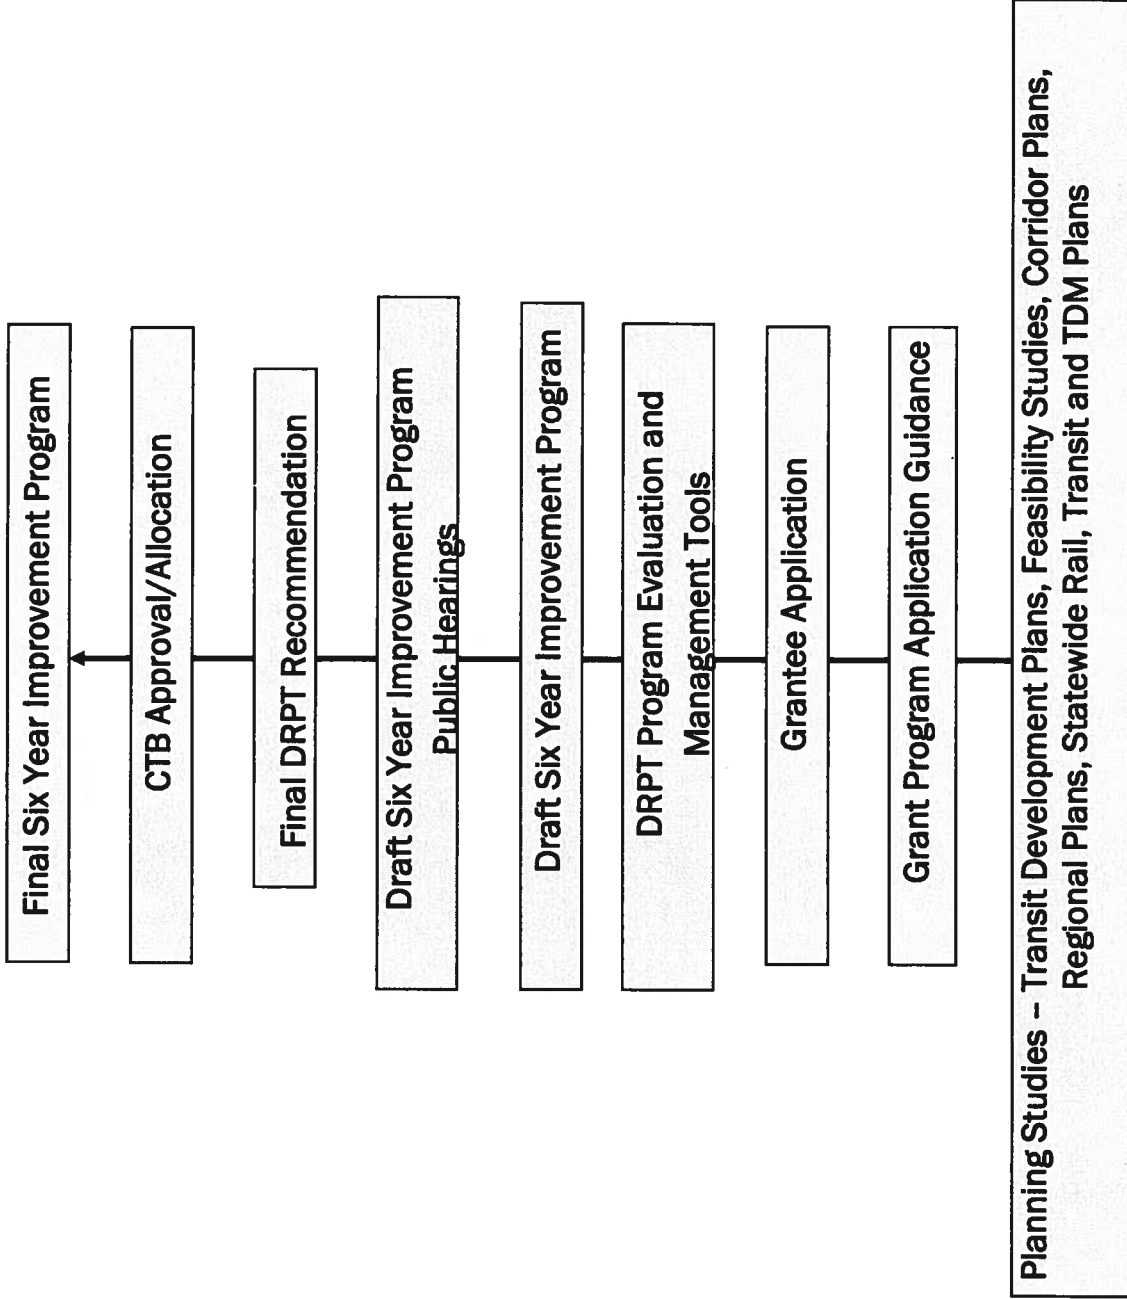 Final Six Year Improvement Program
CTB Approval/Allocation
Final DRPT Recommendation
Draft Six Year Improvement Program
Public Hearings
Draft Six Year Improvement Program
DRPT Program Evaluation and
Management Tools
Grantee Application
Grant Program Application Guidance
Planning Studies – Transit Development Plans, Feasibility Studies, Corridor Plans,
Regional Plans, Statewide Rail, Transit and TDM Plans